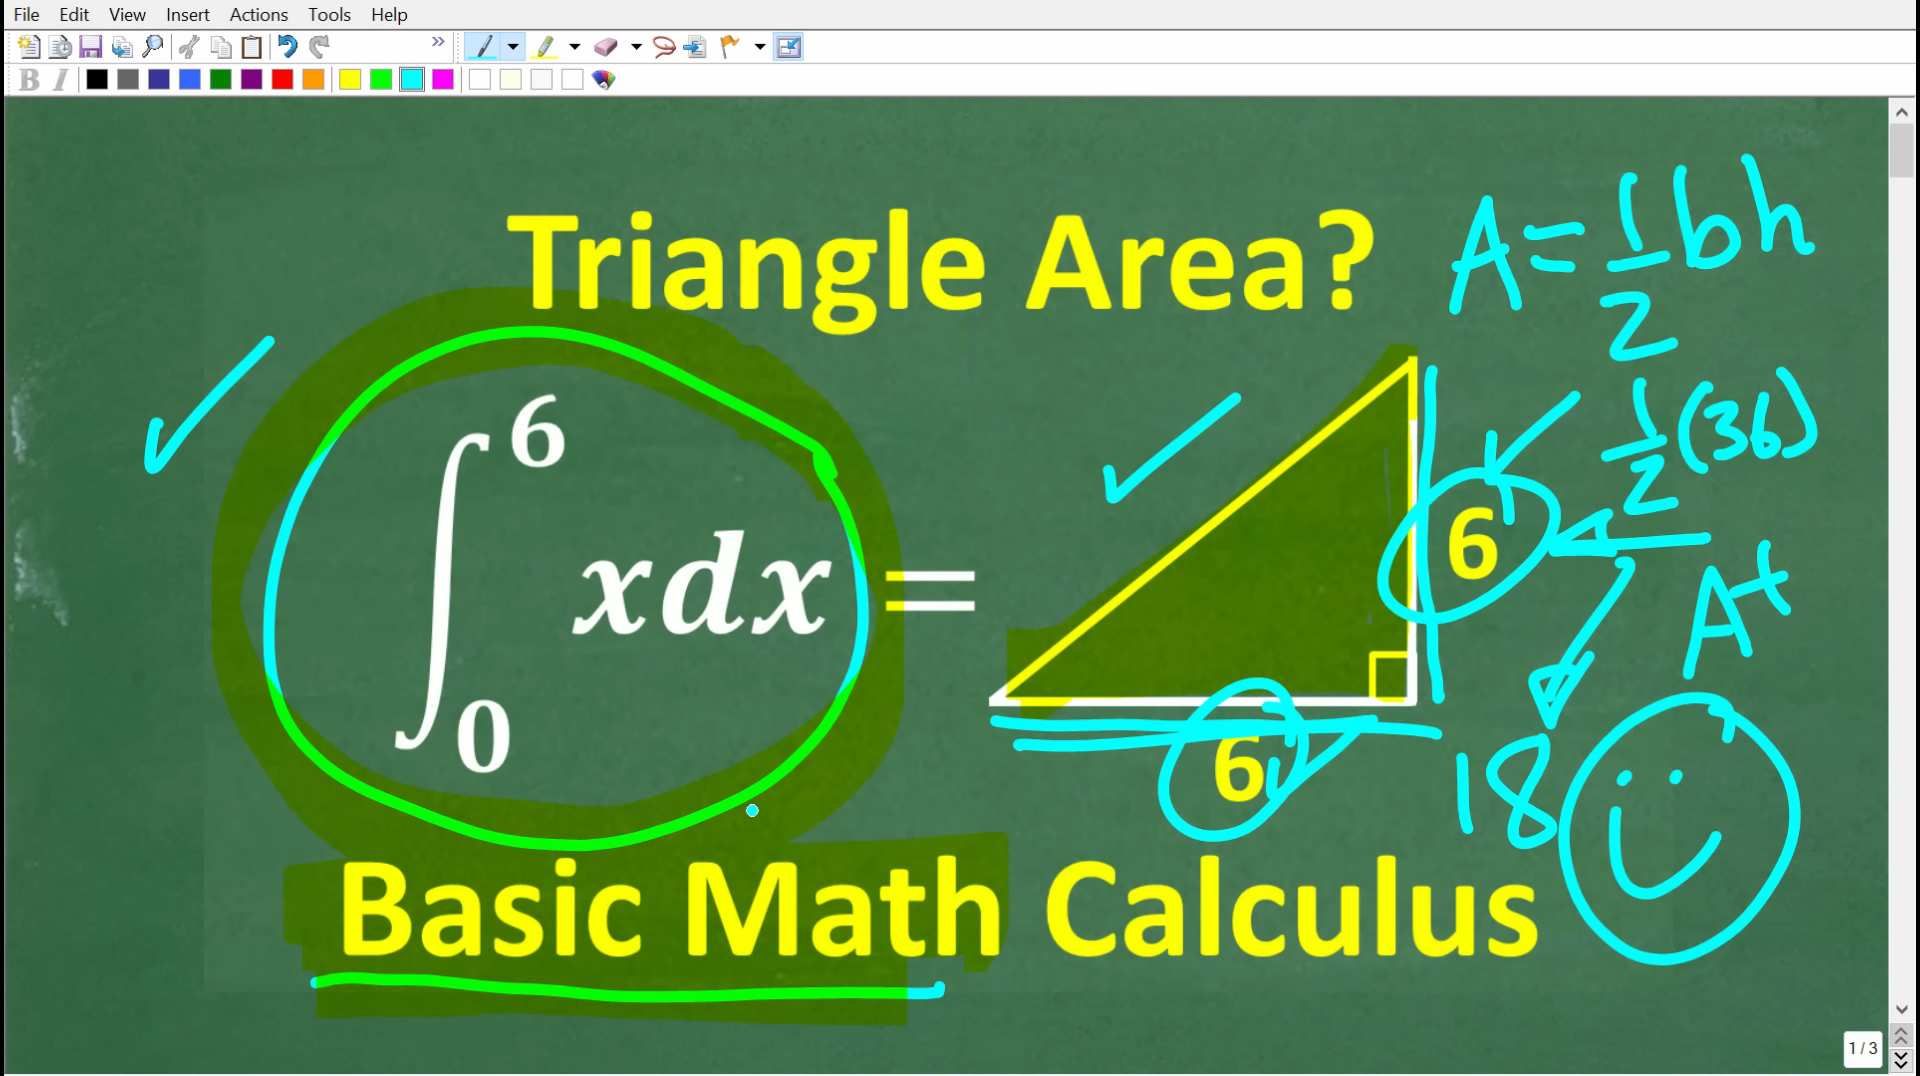 File Edit View Insert Actions Tools Help
B I
Triangle Area?
A = 1/2 bh
∫₀⁶ xdx =
1/2 (36)
6
A+
6
18
Basic Math Calculus
1 / 3